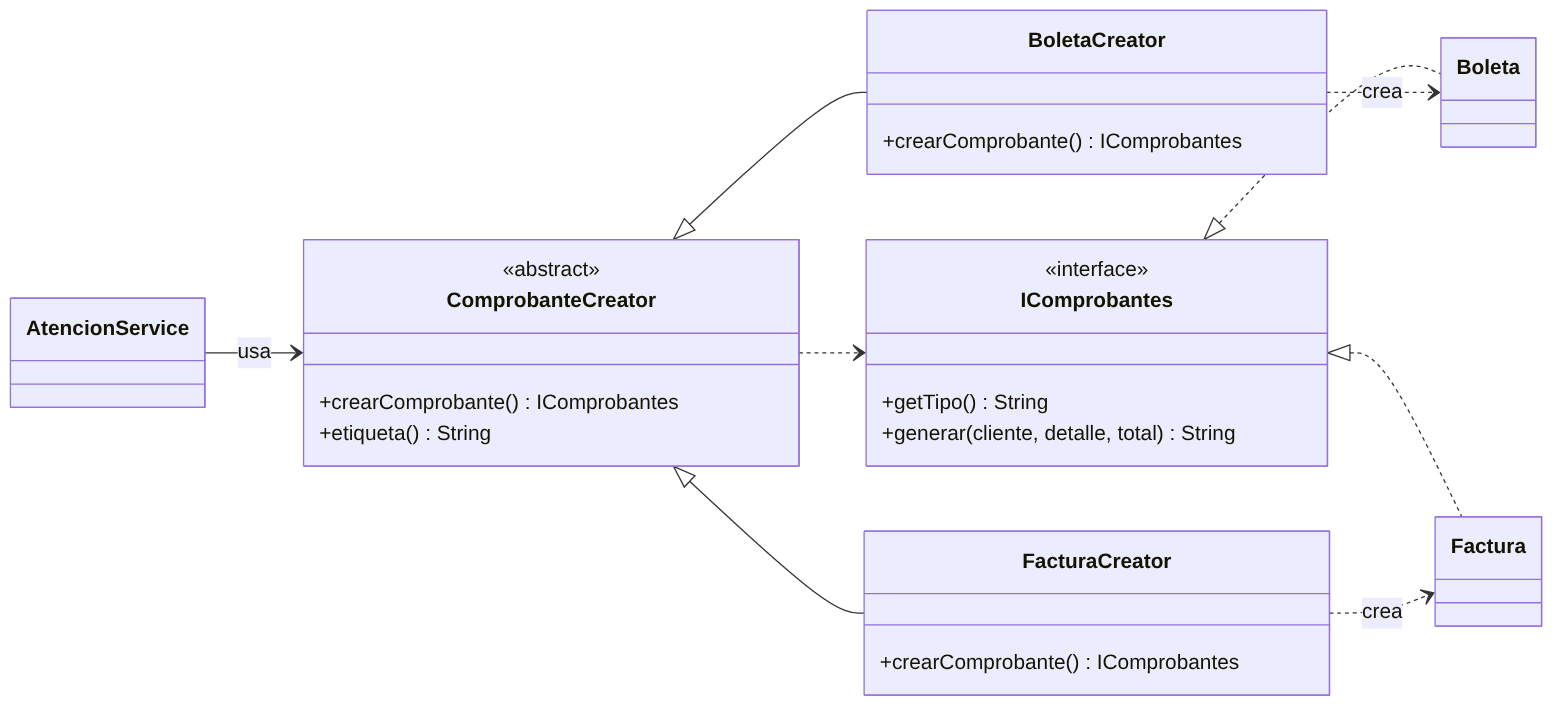 BoletaCreator
+crearComprobante() : IComprobantes
crea
Boleta
AtencionService
usa
«abstract»
ComprobanteCreator
+crearComprobante() : IComprobantes
+etiqueta() : String
«interface»
IComprobantes
+getTipo() : String
+generar(cliente, detalle, total) : String
FacturaCreator
+crearComprobante() : IComprobantes
crea
Factura